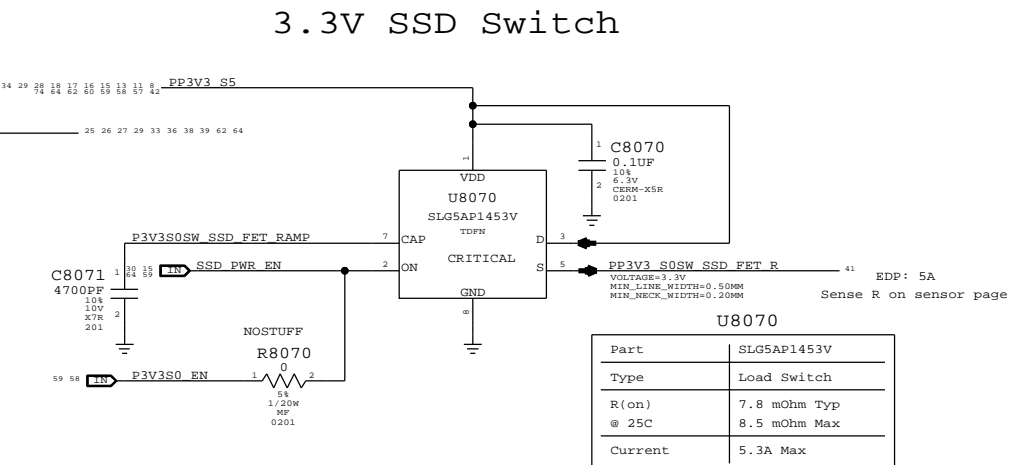 3.3V SSD Switch
34 29 28 18 17 16 15 13 11 8
74 64 62 60 59 58 57 42
PP3V3 S5
25 26 27 29 33 36 38 39 62 64
1
VDD
U8070
SLG5AP1453V
TDFN
CRITICAL
7
CAP
2
ON
D
3
S
5
GND
8
1
C8070
0.1UF
10%
6.3V
CERM-X5R
0201
2
P3V3S0SW_SSD_FET_RAMP
30 15
64 59
IN
SSD_PWR_EN
C8071
1
4700PF
10%
10V
X7R
201
2
NOSTUFF
R8070
0
1
2
5%
1/20W
MF
0201
59 58
IN
P3V3S0_EN
PP3V3_S0SW_SSD_FET_R
41
VOLTAGE=3.3V
MIN_LINE_WIDTH=0.50MM
MIN_NECK_WIDTH=0.20MM
EDP: 5A
Sense R on sensor page
U8070
Part SLG5AP1453V
Type Load Switch
R(on) 7.8 mOhm Typ
@ 25C 8.5 mOhm Max
Current 5.3A Max